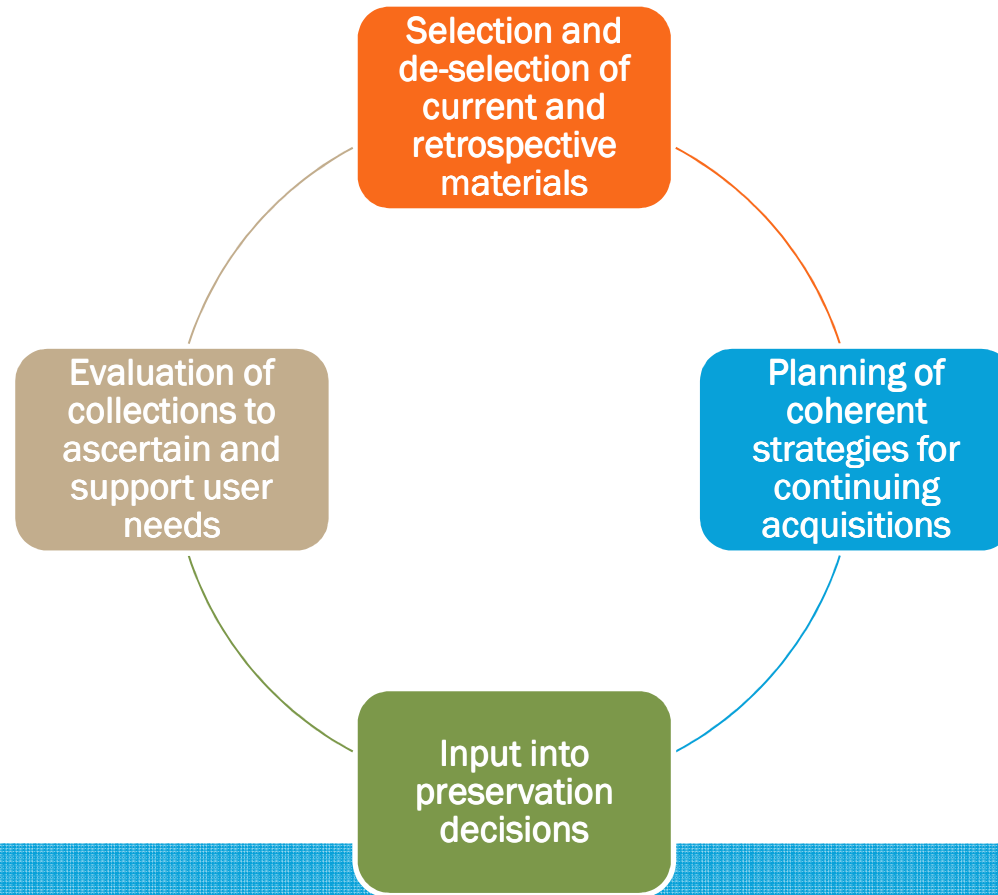 Selection and
de-selection of
current and
retrospective
materials
Planning of
coherent
strategies for
continuing
acquisitions
Input into
preservation
decisions
Evaluation of
collections to
ascertain and
support user
needs